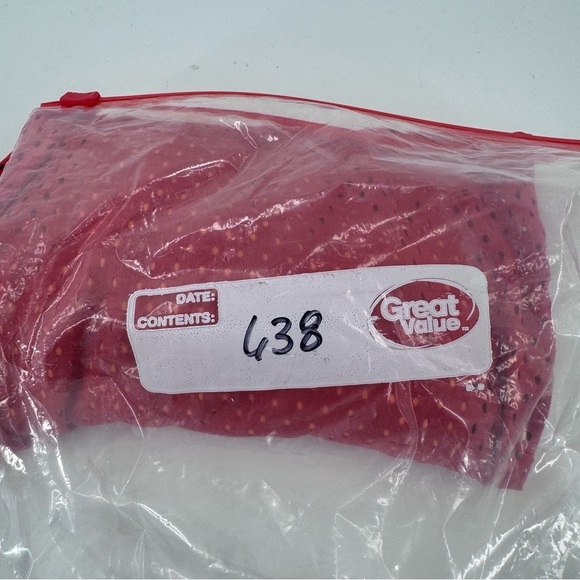 DATE:
CONTENTS:
438
Great
Value